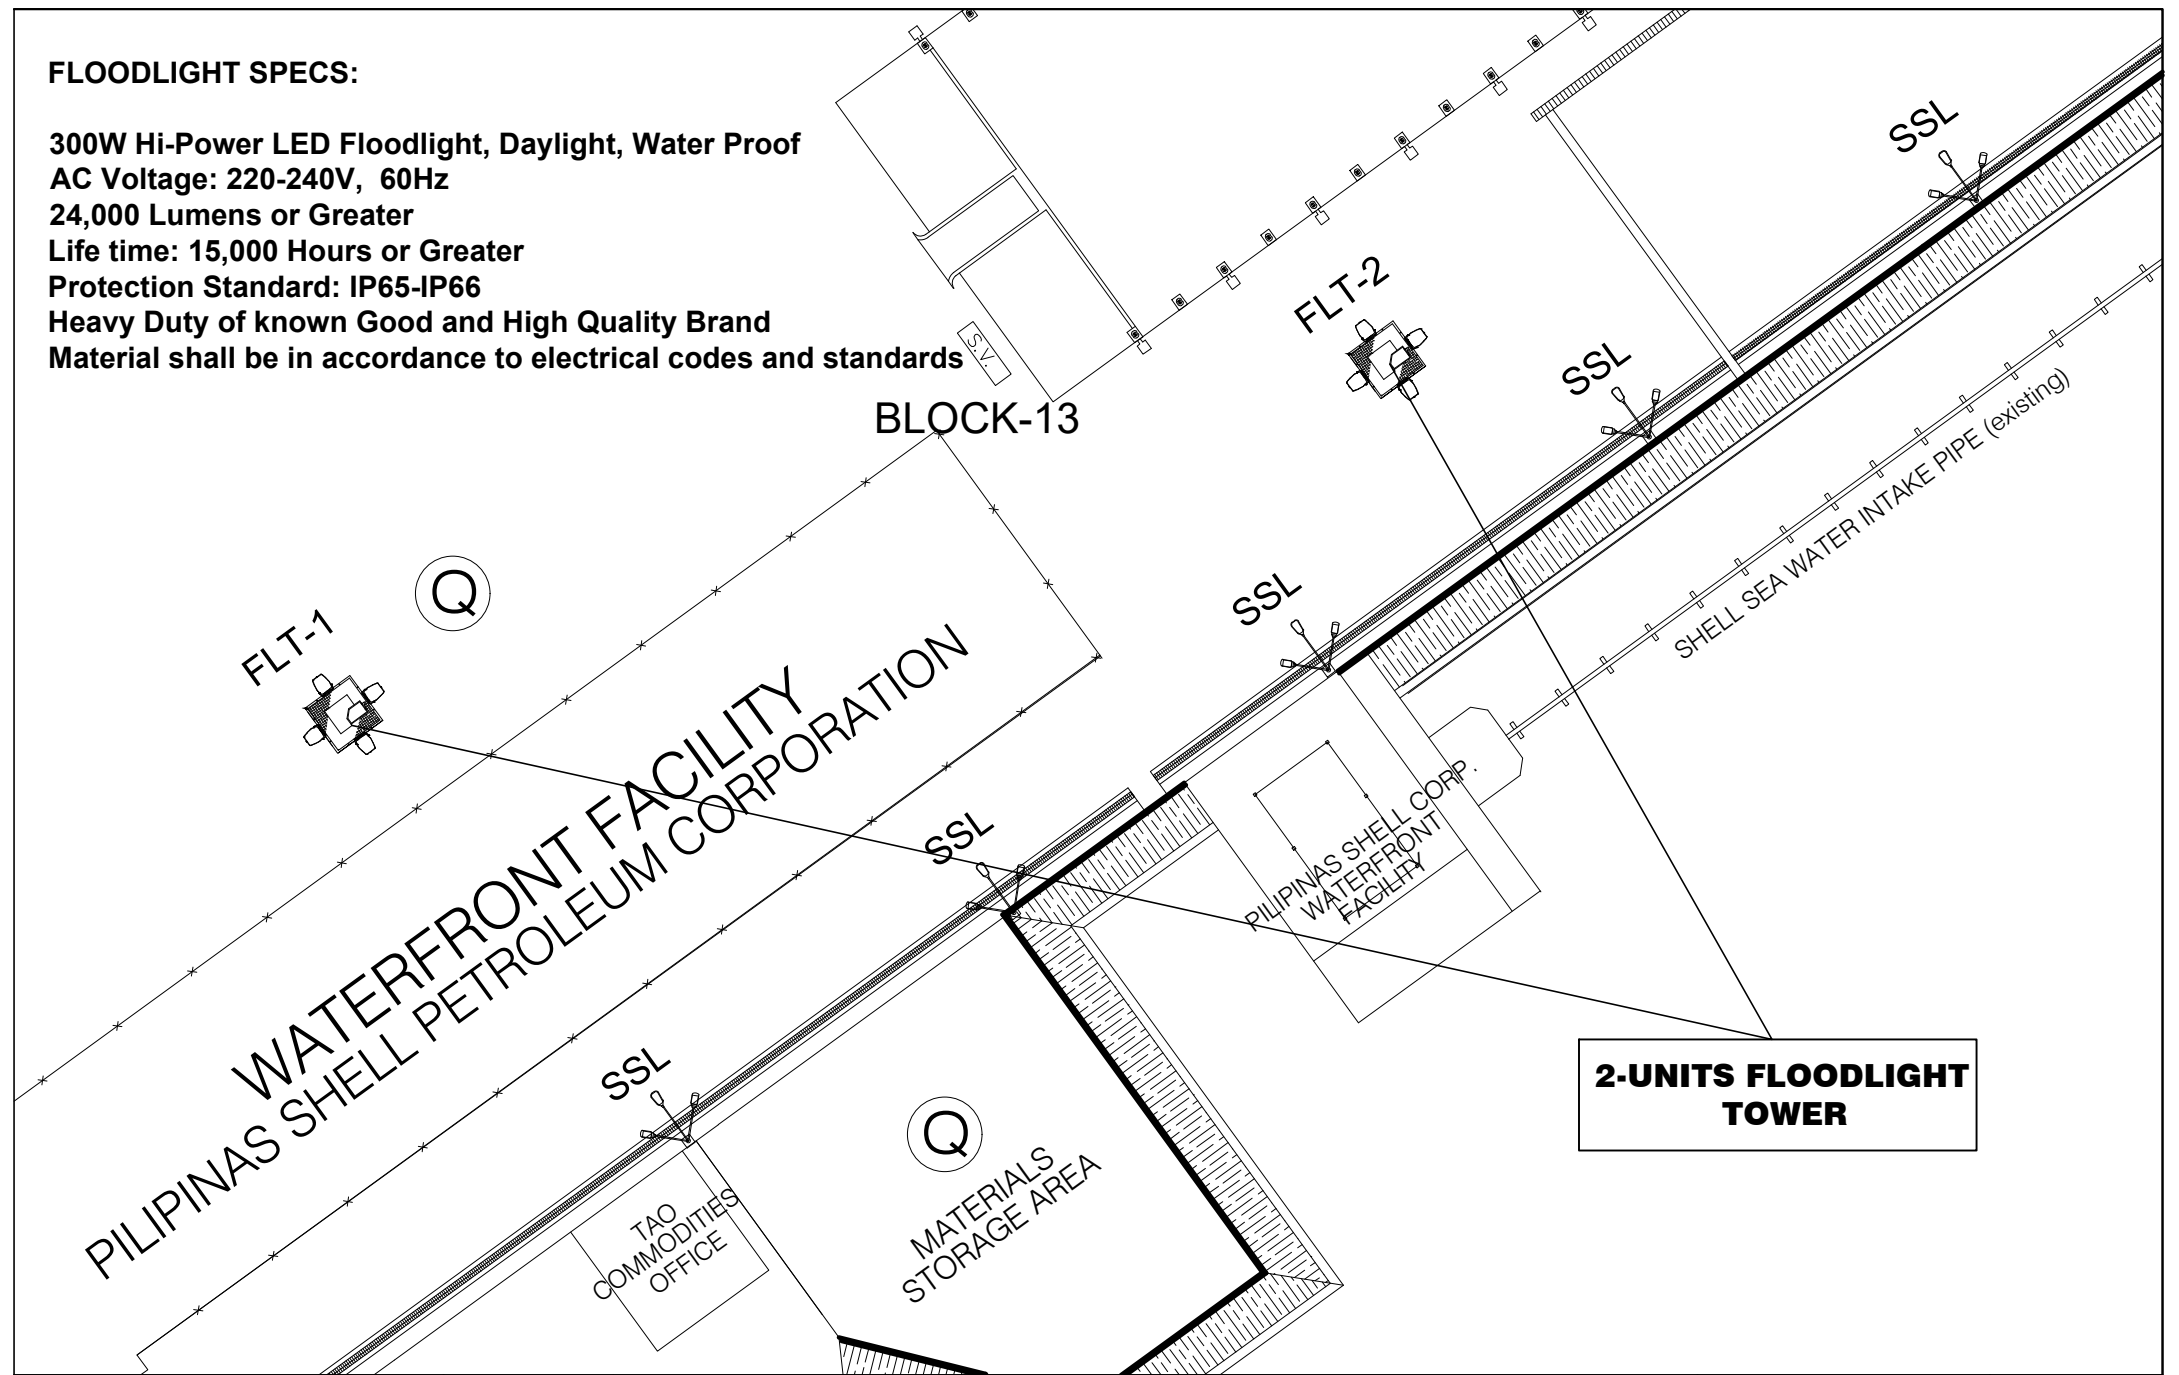 FLOODLIGHT SPECS:
300W Hi-Power LED Floodlight, Daylight, Water Proof
AC Voltage: 220-240V, 60Hz
24,000 Lumens or Greater
Life time: 15,000 Hours or Greater
Protection Standard: IP65-IP66
Heavy Duty of known Good and High Quality Brand
Material shall be in accordance to electrical codes and standards
S.V.
BLOCK-13
SSL
FLT-2
SSL
SHELL SEA WATER INTAKE PIPE (existing)
Q
FLT-1
SSL
WATERFRONT FACILITY
PILIPINAS SHELL PETROLEUM CORPORATION
SSL
PILIPINAS SHELL CORP.
WATERFRONT
FACILITY
SSL
2-UNITS FLOODLIGHT
TOWER
Q
MATERIALS
STORAGE AREA
TAO
COMMODITIES
OFFICE